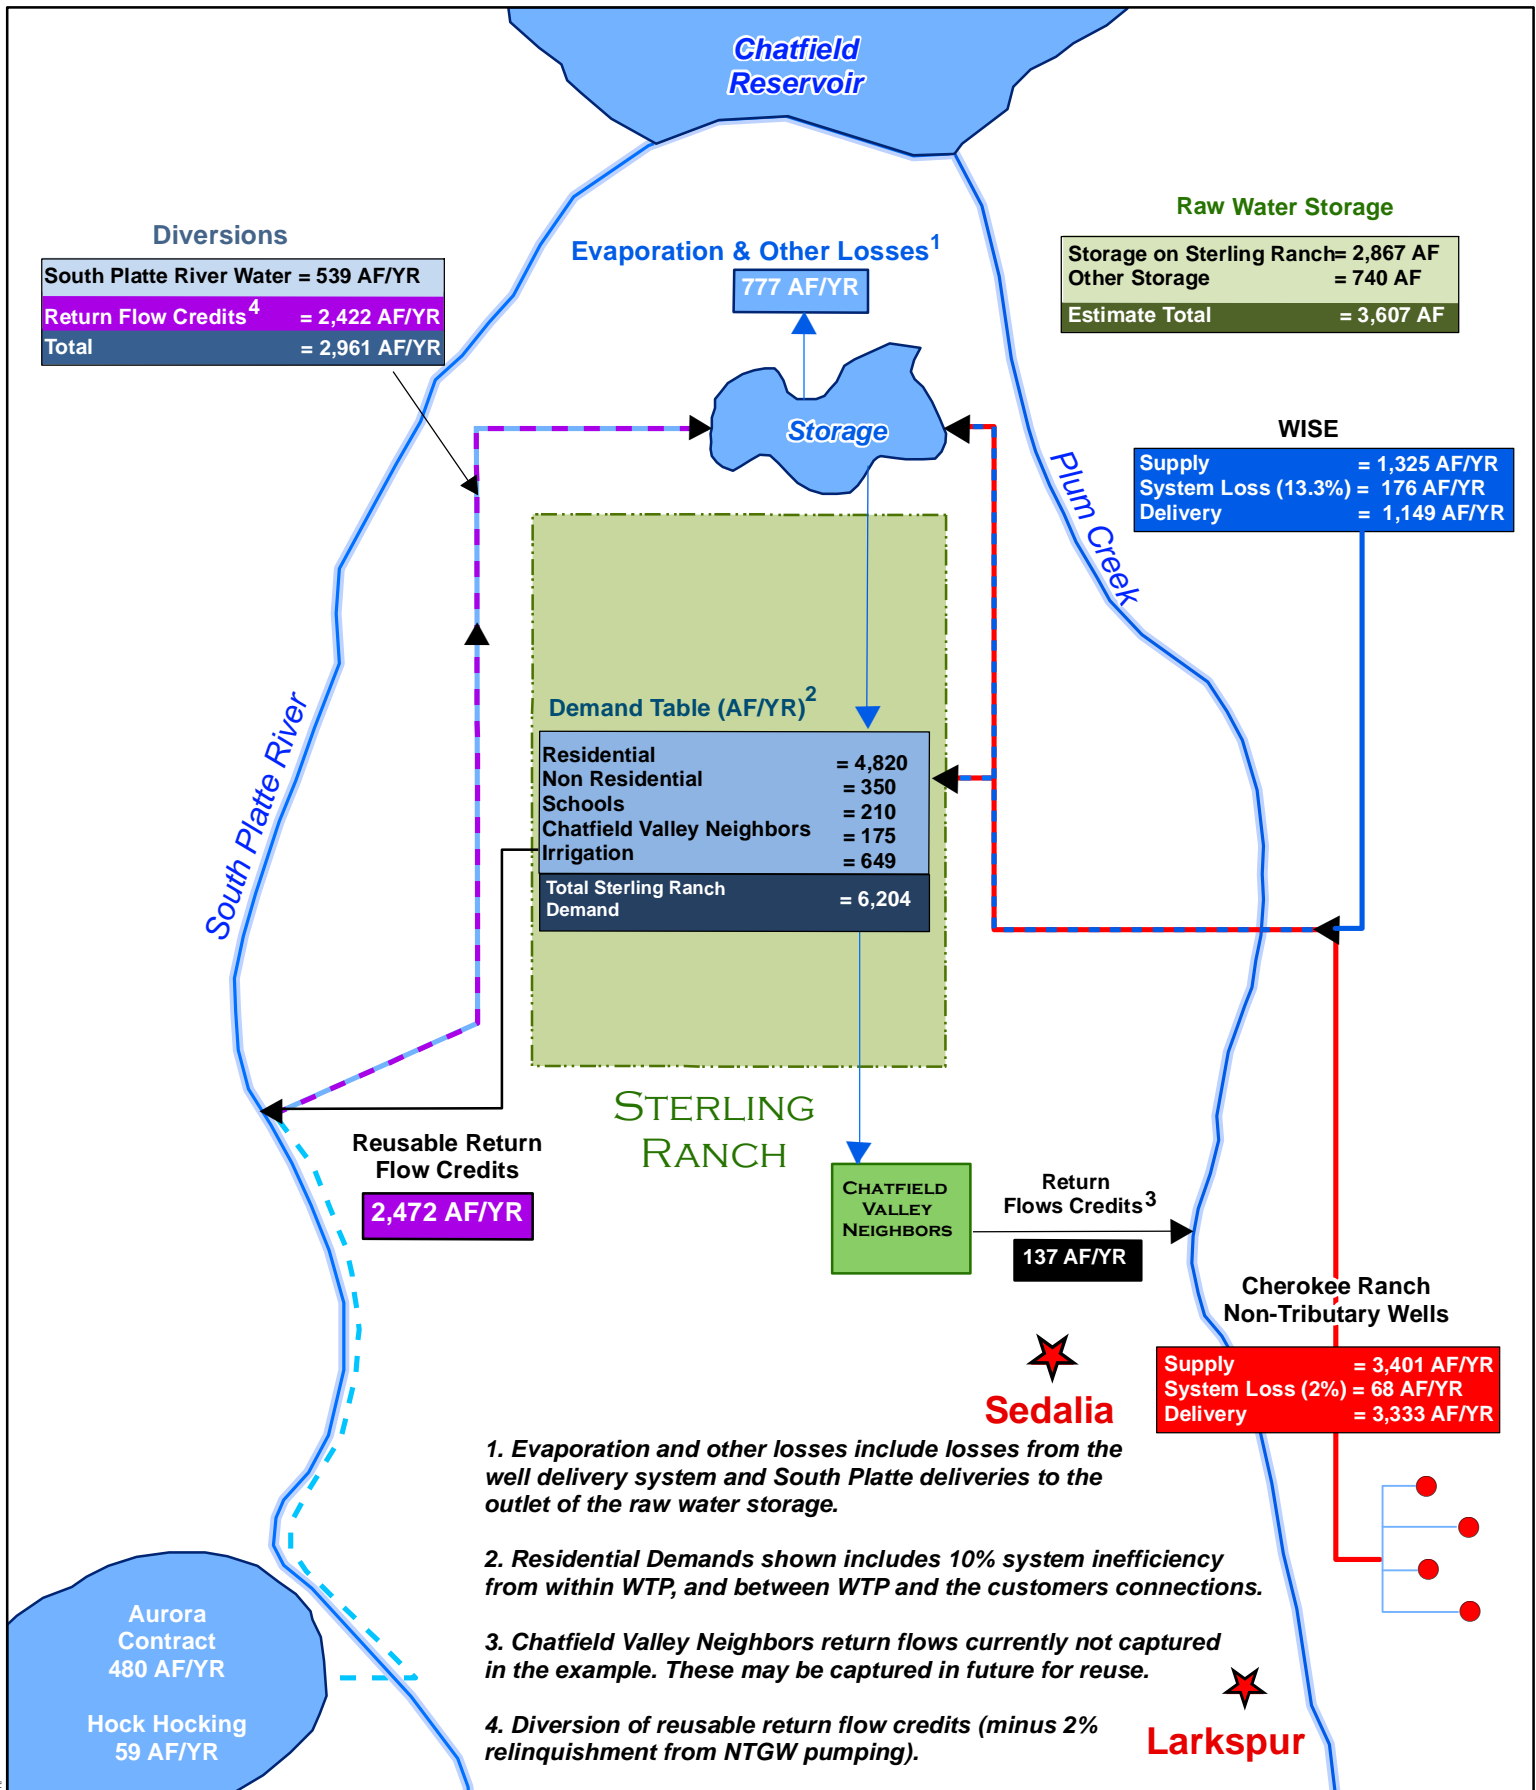 Chatfield
Reservoir
Raw Water Storage
Storage on Sterling Ranch= 2,867 AF
Other Storage = 740 AF
Estimate Total = 3,607 AF
Diversions
South Platte River Water = 539 AF/YR
Return Flow Credits4 = 2,422 AF/YR
Total = 2,961 AF/YR
Evaporation & Other Losses1
777 AF/YR
Storage
WISE
Supply = 1,325 AF/YR
System Loss (13.3%) = 176 AF/YR
Delivery = 1,149 AF/YR
Plum Creek
South Platte River
Demand Table (AF/YR)2
Residential = 4,820
Non Residential = 350
Schools = 210
Chatfield Valley Neighbors = 175
Irrigation = 649
Total Sterling Ranch
Demand = 6,204
STERLING
RANCH
Reusable Return
Flow Credits
2,472 AF/YR
CHATFIELD
VALLEY
NEIGHBORS
Return
Flows Credits3
137 AF/YR
Cherokee Ranch
Non-Tributary Wells
Supply = 3,401 AF/YR
System Loss (2%) = 68 AF/YR
Delivery = 3,333 AF/YR
Sedalia
1. Evaporation and other losses include losses from the
well delivery system and South Platte deliveries to the
outlet of the raw water storage.
2. Residential Demands shown includes 10% system inefficiency
from within WTP, and between WTP and the customers connections.
3. Chatfield Valley Neighbors return flows currently not captured
in the example. These may be captured in future for reuse.
4. Diversion of reusable return flow credits (minus 2%
relinquishment from NTGW pumping).
Larkspur
Aurora
Contract
480 AF/YR
Hock Hocking
59 AF/YR